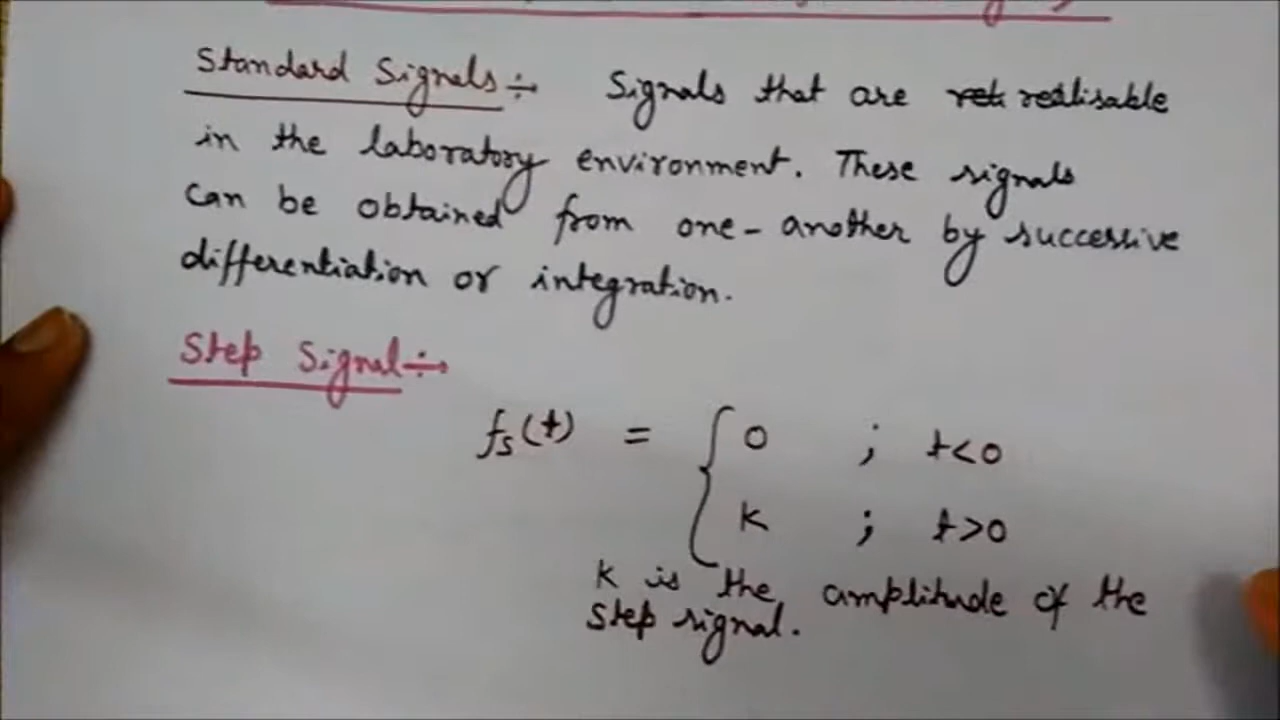 Standard Signals ÷ Signals that are realisable
in the laboratory environment. These signals
can be obtained from one-another by successive
differentiation or integration.
Step Signal ÷
fs(t) = { 0 ; t<0
K ; t>0
K is the amplitude of the
step signal.